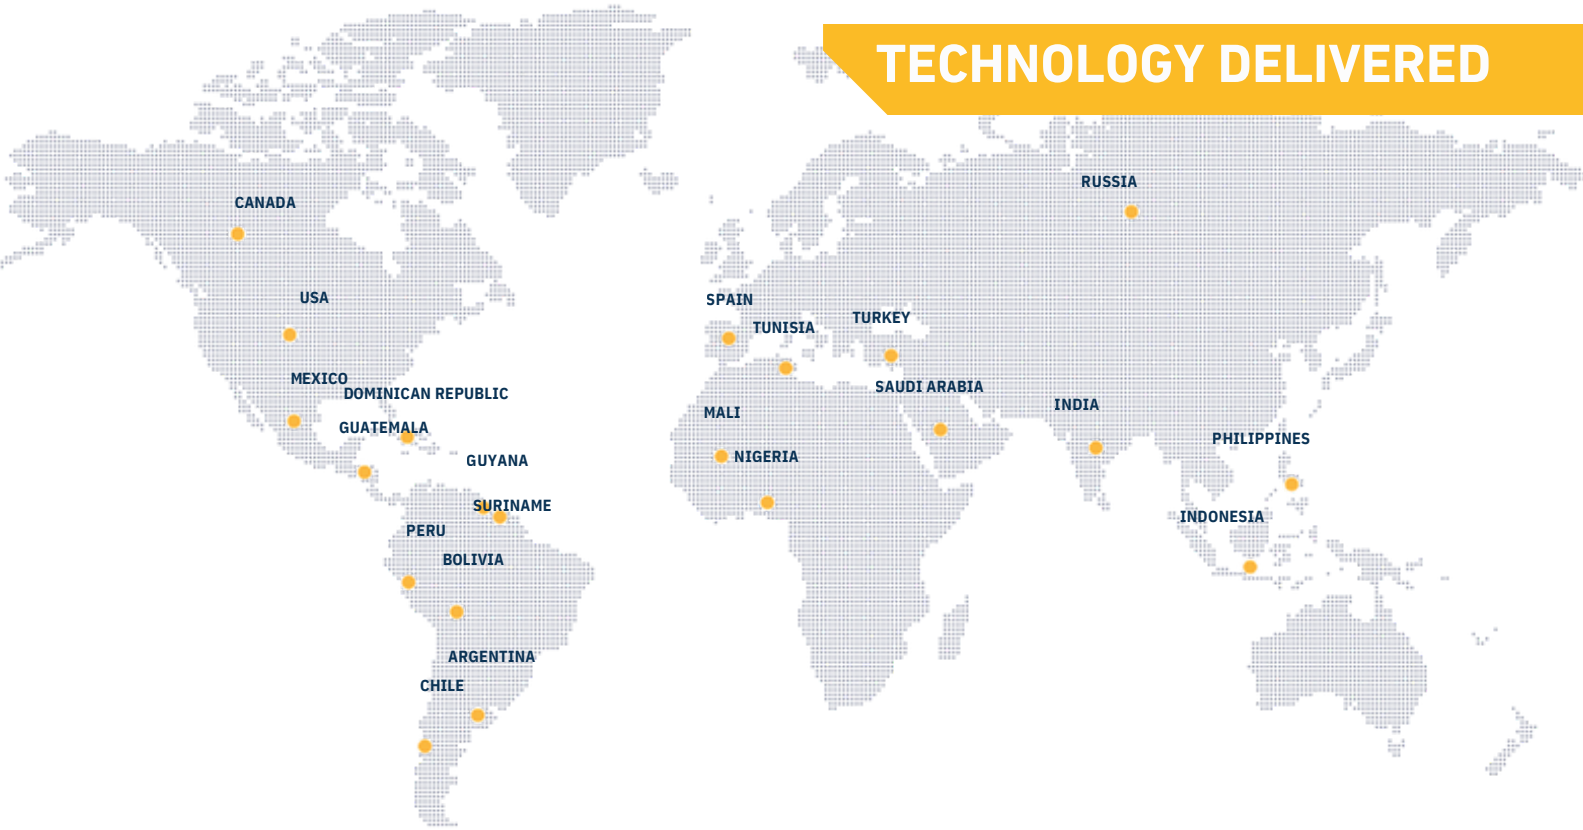 TECHNOLOGY DELIVERED
RUSSIA
CANADA
USA
SPAIN
TURKEY
TUNISIA
MEXICO
SAUDI ARABIA
DOMINICAN REPUBLIC
INDIA
MALI
GUATEMALA
PHILIPPINES
NIGERIA
GUYANA
SURINAME
INDONESIA
PERU
BOLIVIA
ARGENTINA
CHILE